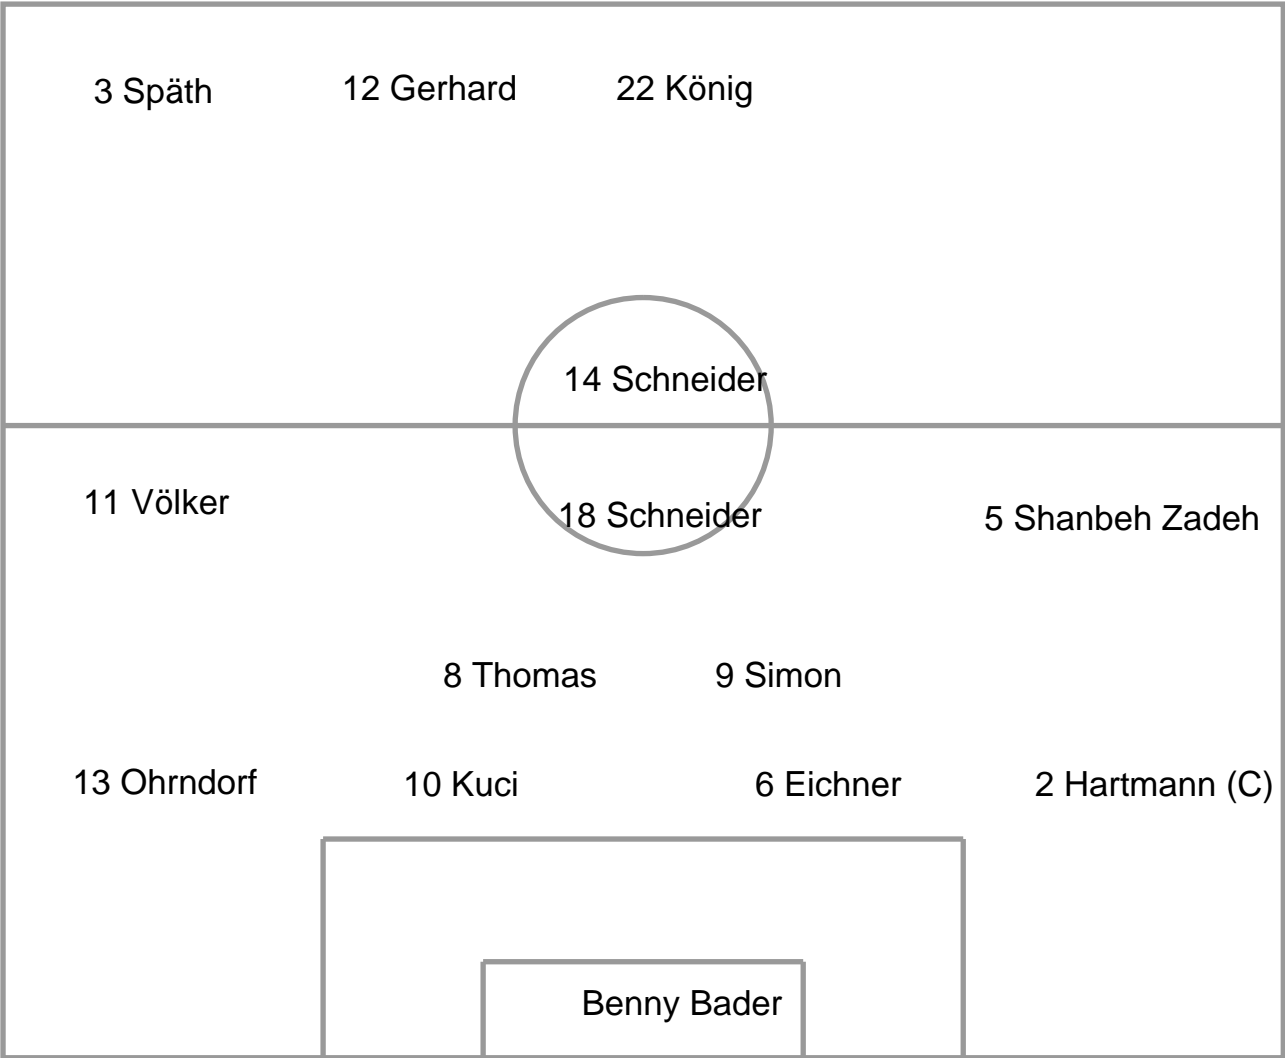 3 Späth
12 Gerhard
22 König
14 Schneider
11 Völker
18 Schneider
5 Shanbeh Zadeh
8 Thomas
9 Simon
13 Ohrndorf
10 Kuci
6 Eichner
2 Hartmann (C)
Benny Bader